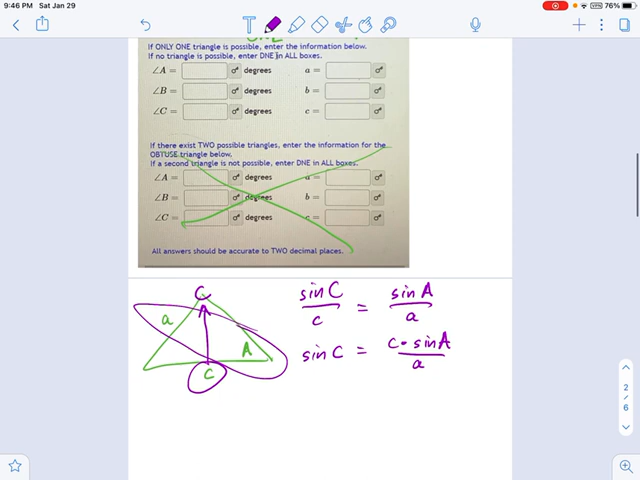 9:46 PM Sat Jan 29
76%
If ONLY ONE triangle is possible, enter the information below.
If no triangle is possible, enter DNE in ALL boxes.
∠A = degrees a =
∠B = degrees b =
∠C = degrees c =
If there exist TWO possible triangles, enter the information for the
OBTUSE triangle below.
If a second triangle is not possible, enter DNE in ALL boxes.
∠A = degrees a =
∠B = degrees b =
∠C = degrees c =
All answers should be accurate to TWO decimal places.
C
a
A
c
sin C / c = sin A / a
sin C = c · sin A / a
2
/
6